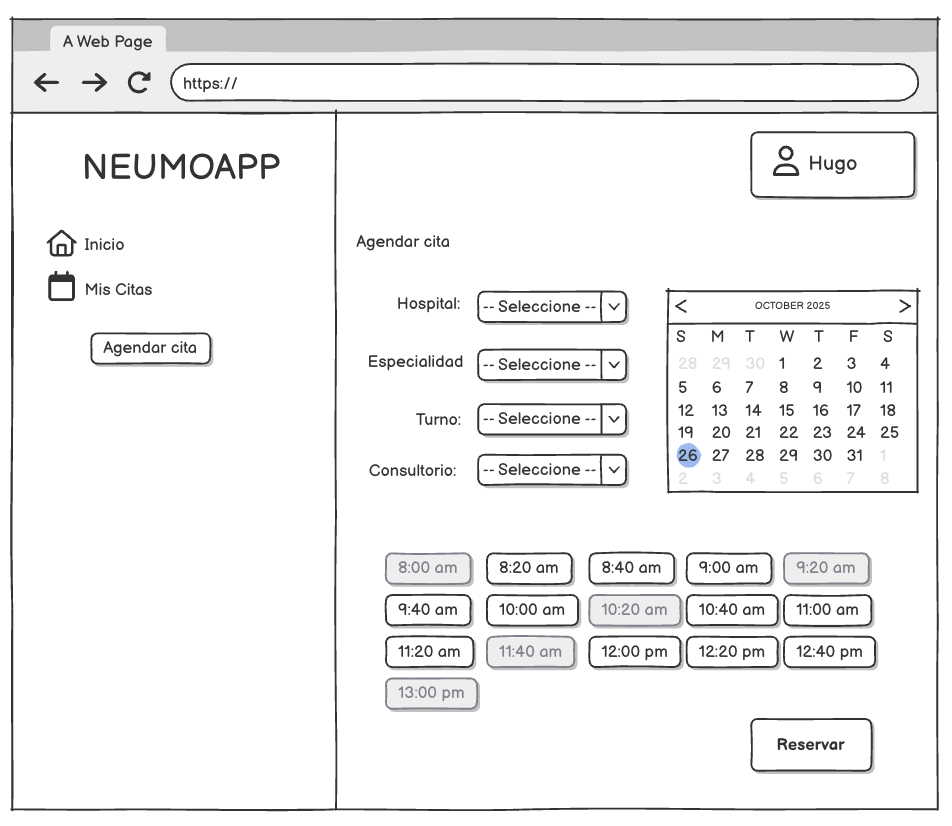 A Web Page
https://
NEUMOAPP
Hugo
Inicio
Mis Citas
Agendar cita
Agendar cita
Hospital: -- Seleccione --
Especialidad -- Seleccione --
Turno: -- Seleccione --
Consultorio: -- Seleccione --
OCTOBER 2025
S M T W T F S
28 29 30 1 2 3 4
5 6 7 8 9 10 11
12 13 14 15 16 17 18
19 20 21 22 23 24 25
26 27 28 29 30 31 1
2 3 4 5 6 7 8
8:00 am 8:20 am 8:40 am 9:00 am 9:20 am
9:40 am 10:00 am 10:20 am 10:40 am 11:00 am
11:20 am 11:40 am 12:00 pm 12:20 pm 12:40 pm
13:00 pm
Reservar